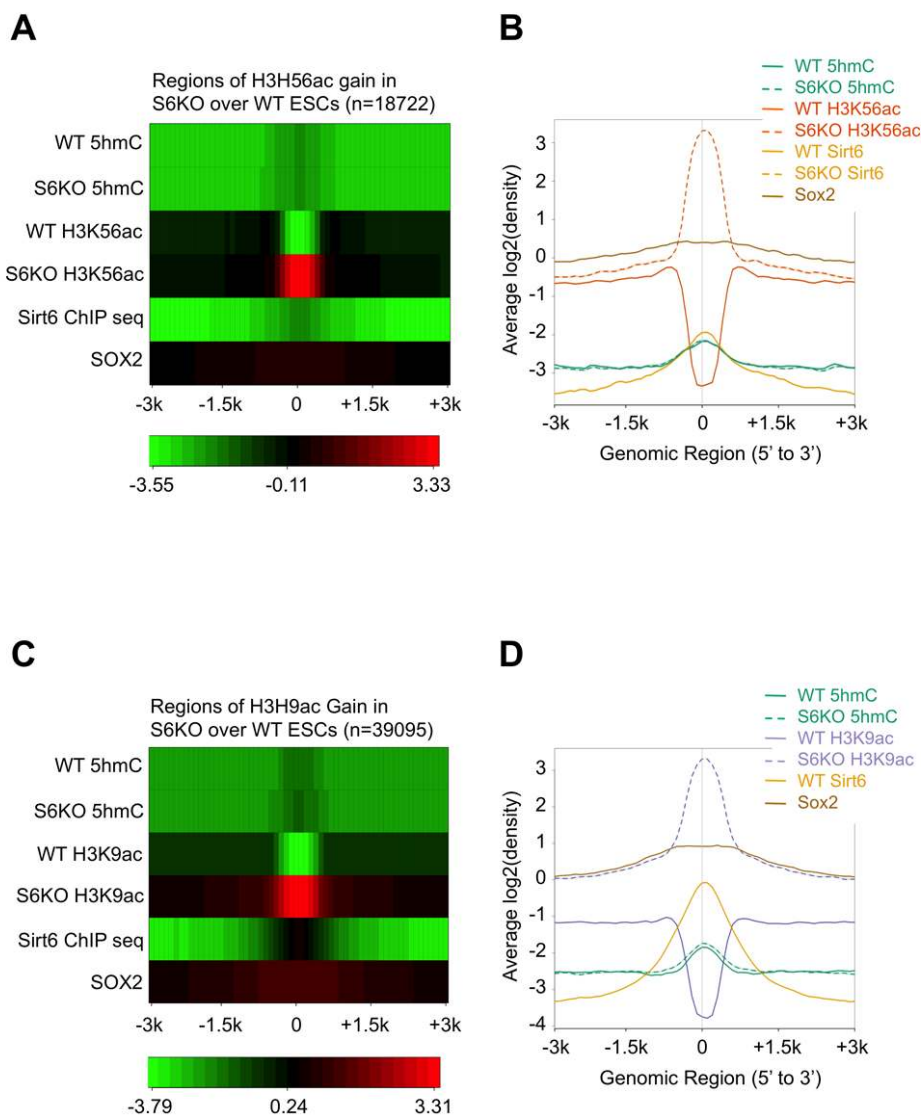 A
Regions of H3H56ac gain in
S6KO over WT ESCs (n=18722)
WT 5hmC
S6KO 5hmC
WT H3K56ac
S6KO H3K56ac
Sirt6 ChIP seq
SOX2
-3k -1.5k 0 +1.5k +3k
-3.55 -0.11 3.33
B
WT 5hmC
S6KO 5hmC
WT H3K56ac
S6KO H3K56ac
WT Sirt6
S6KO Sirt6
Sox2
Average log2(density)
3
2
1
0
-1
-2
-3
-3k -1.5k 0 +1.5k +3k
Genomic Region (5' to 3')
C
Regions of H3H9ac Gain in
S6KO over WT ESCs (n=39095)
WT 5hmC
S6KO 5hmC
WT H3K9ac
S6KO H3K9ac
Sirt6 ChIP seq
SOX2
-3k -1.5k 0 +1.5k +3k
-3.79 0.24 3.31
D
WT 5hmC
S6KO 5hmC
WT H3K9ac
S6KO H3K9ac
WT Sirt6
Sox2
Average log2(density)
3
2
1
0
-1
-2
-3
-4
-3k -1.5k 0 +1.5k +3k
Genomic Region (5' to 3')